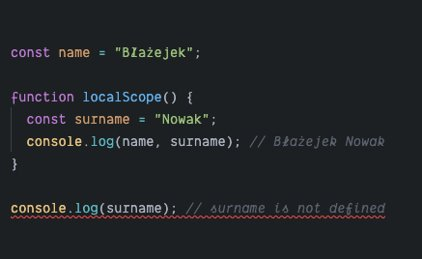 const name = "Błażejek";
function localScope() {
const surname = "Nowak";
console.log(name, surname); // Błażejek Nowak
}
console.log(surname); // surname is not defined